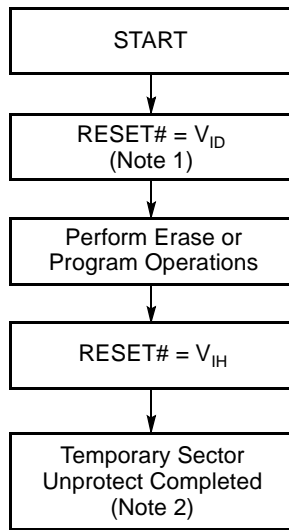 START
RESET# = V_ID
(Note 1)
Perform Erase or
Program Operations
RESET# = V_IH
Temporary Sector
Unprotect Completed
(Note 2)